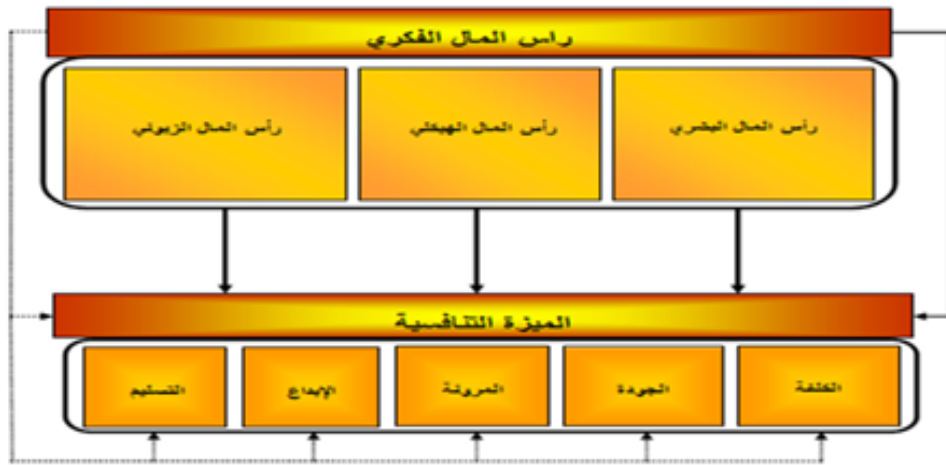 راس المال الفكري
رأس المال البشري
رأس المال الهيكلي
رأس المال الزبوني
الميزة التنافسية
الكلفة
الجودة
المرونة
الإبداع
التسليم